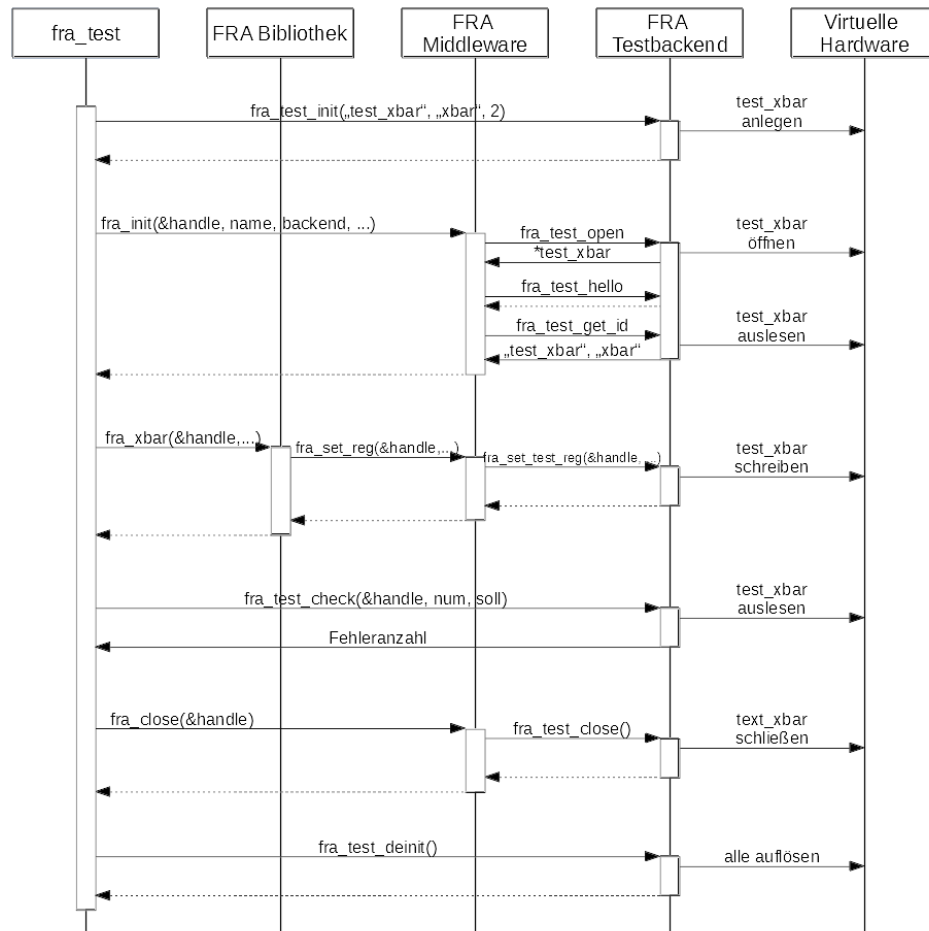 fra_test
FRA Bibliothek
FRA
Middleware
FRA
Testbackend
Virtuelle
Hardware
fra_test_init(„test_xbar“, „xbar“, 2)
test_xbar
anlegen
fra_init(&handle, name, backend, ...)
fra_test_open
test_xbar
öffnen
*test_xbar
fra_test_hello
fra_test_get_id
test_xbar
auslesen
„test_xbar“, „xbar“
fra_xbar(&handle,...)
fra_set_reg(&handle,...)
fra_set_test_reg(&handle, ...)
test_xbar
schreiben
fra_test_check(&handle, num, soll)
test_xbar
auslesen
Fehleranzahl
fra_close(&handle)
fra_test_close()
text_xbar
schließen
fra_test_deinit()
alle auflösen